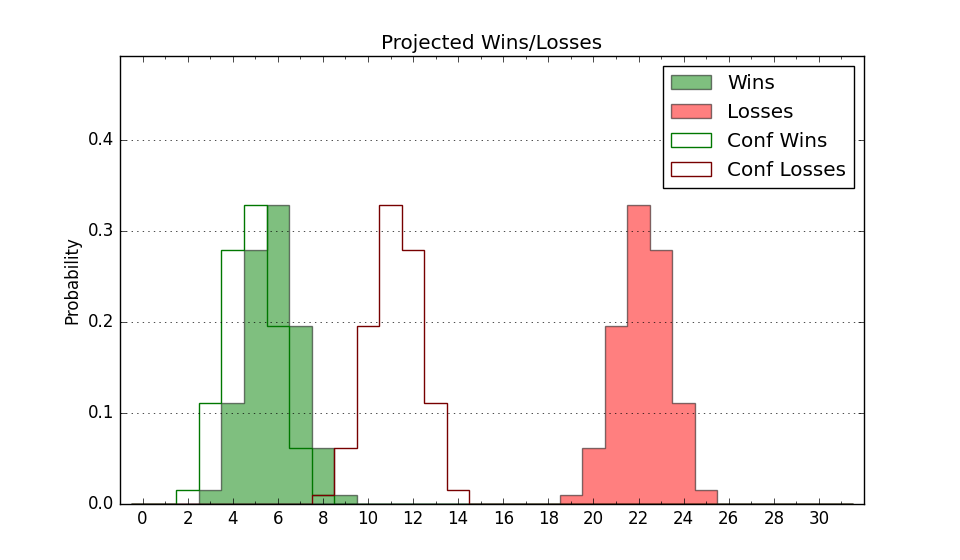 Projected Wins/Losses
Wins
Losses
Conf Wins
Conf Losses
Probability
0.4
0.3
0.2
0.1
0.0
0 2 4 6 8 10 12 14 16 18 20 22 24 26 28 30